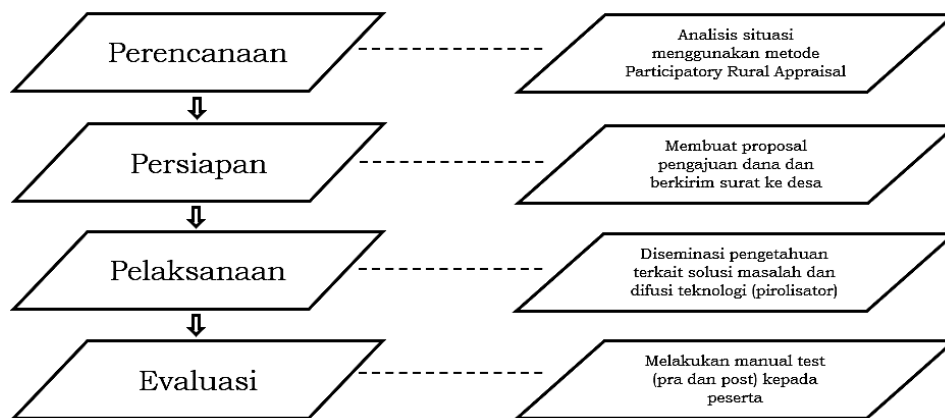 Perencanaan
Analisis situasi
menggunakan metode
Participatory Rural Appraisal
Persiapan
Membuat proposal
pengajuan dana dan
berkirim surat ke desa
Pelaksanaan
Diseminasi pengetahuan
terkait solusi masalah dan
difusi teknologi (pirolisator)
Evaluasi
Melakukan manual test
(pra dan post) kepada
peserta